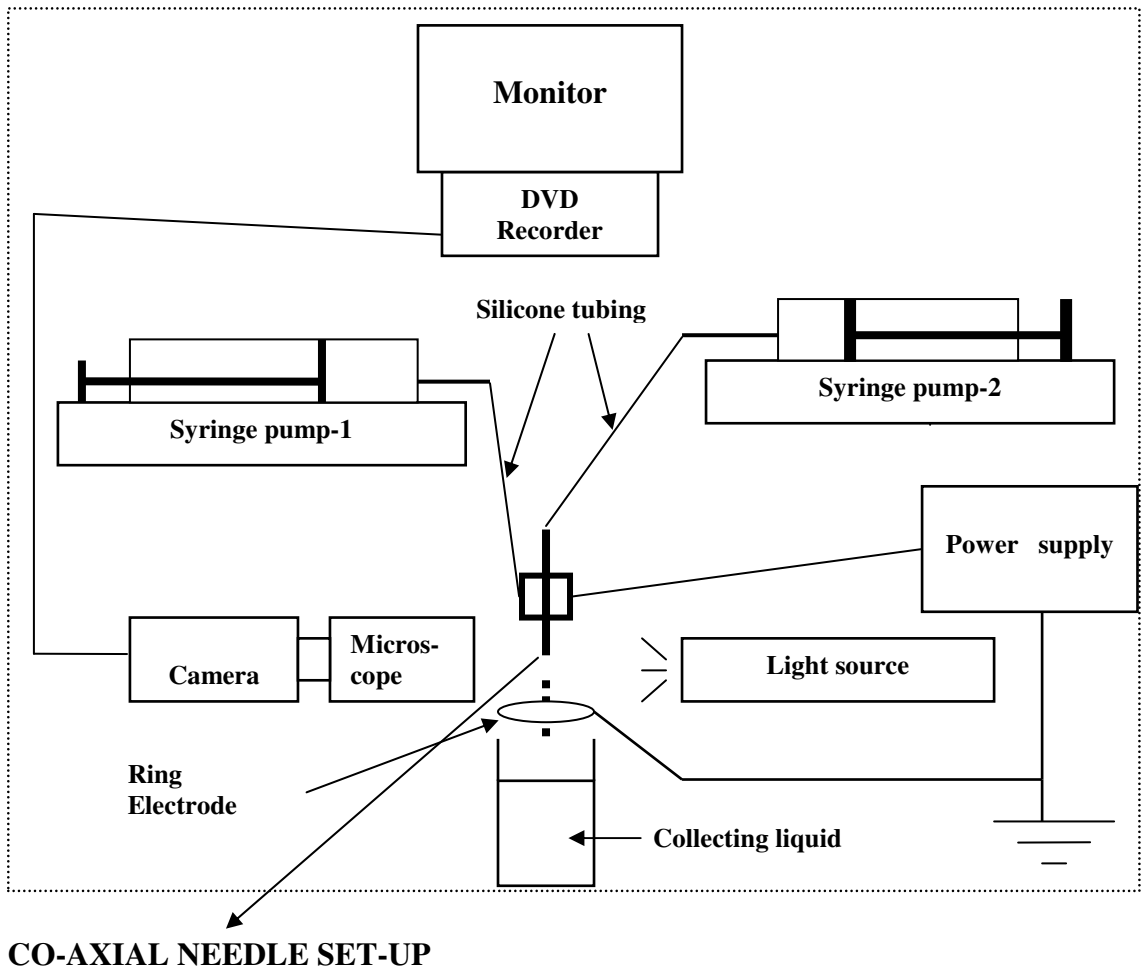 Monitor
DVD
Recorder
Silicone tubing
Syringe pump-2
Syringe pump-1
Power supply
Micros-
cope
Camera
Light source
Ring
Electrode
Collecting liquid
CO-AXIAL NEEDLE SET-UP